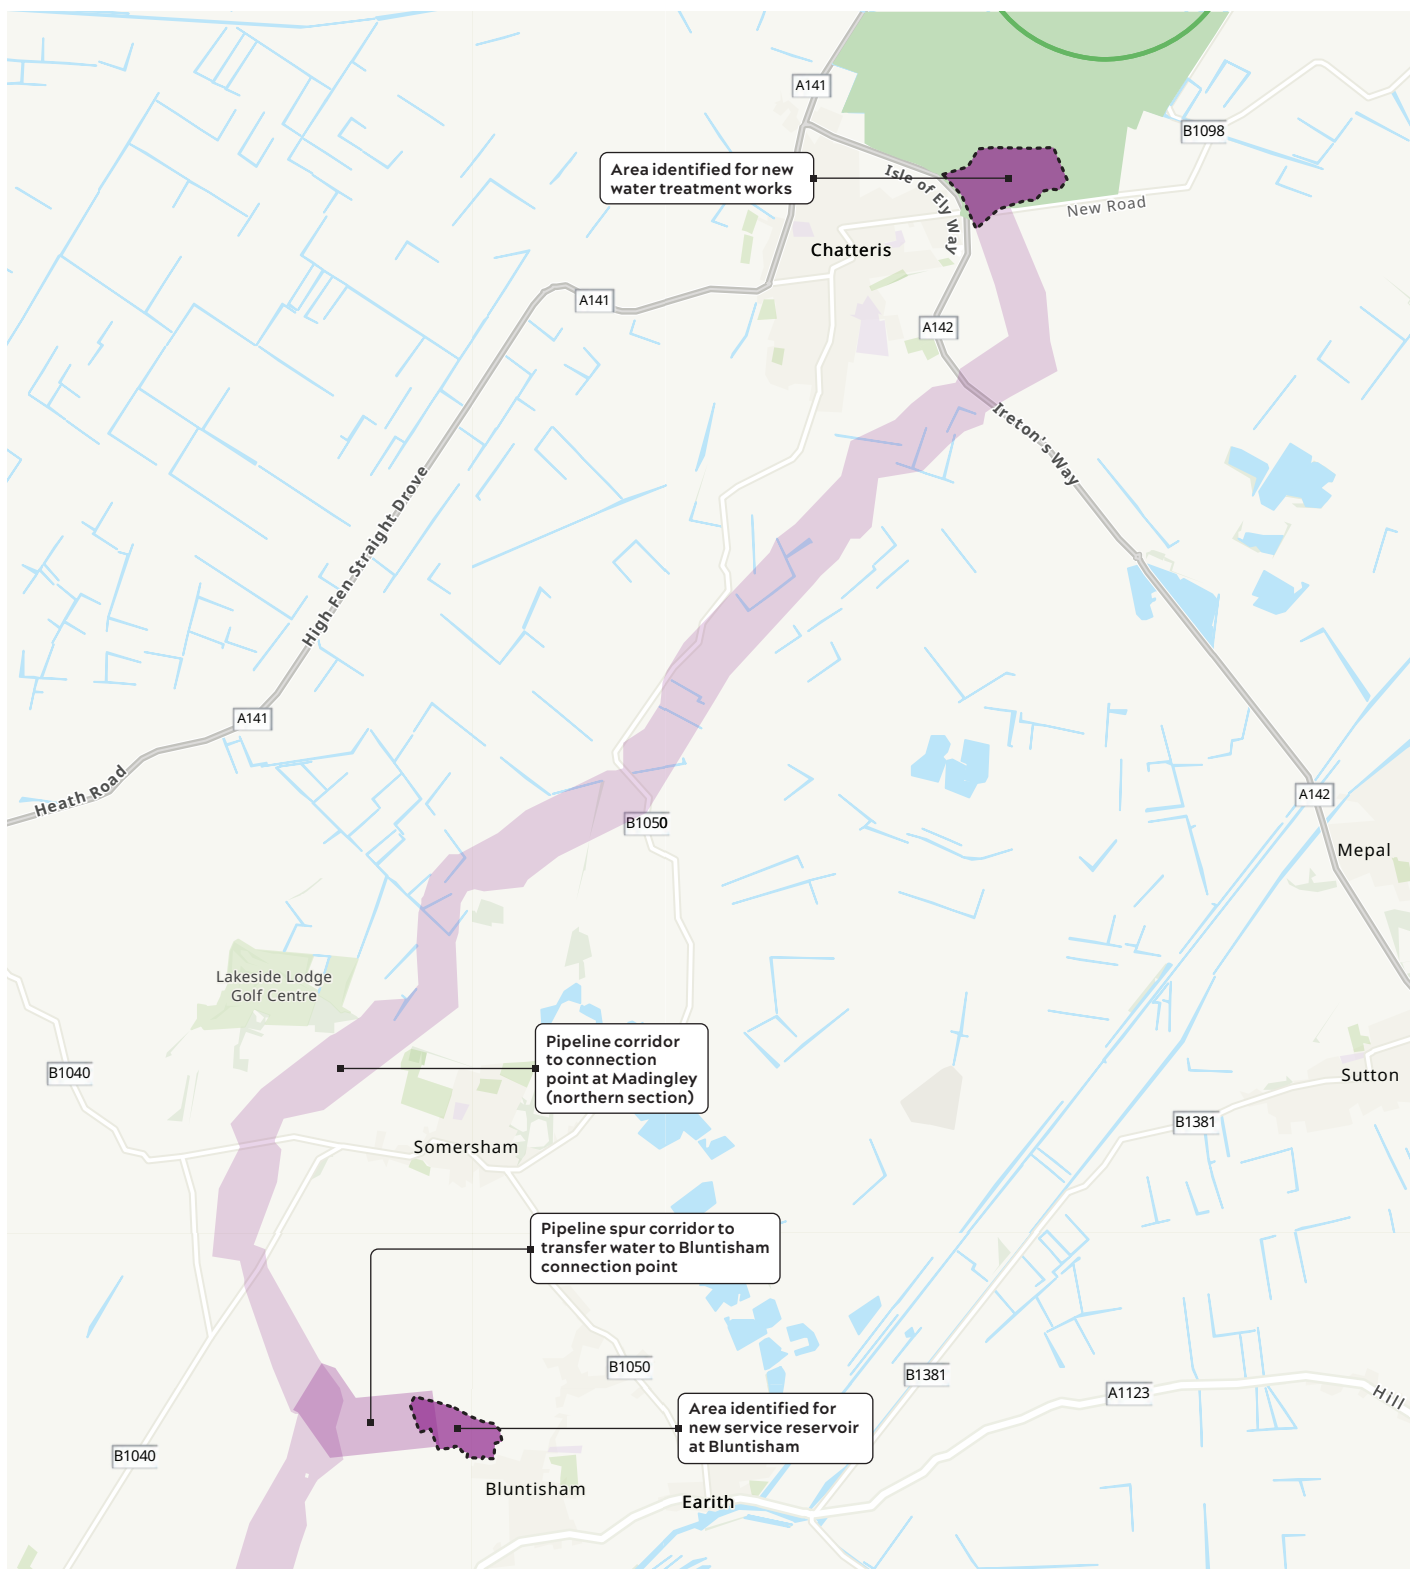 A141
B1098
Area identified for new
water treatment works
Isle of Ely Way
New Road
Chatteris
A141
A142
Ireton's Way
High Fen Straight Drove
A141
Heath Road
A142
B1050
Mepal
Lakeside Lodge
Golf Centre
Pipeline corridor
to connection
point at Madingley
(northern section)
B1040
Sutton
B1381
Somersham
Pipeline spur corridor to
transfer water to Bluntisham
connection point
B1050
B1381
A1123
Hill
Area identified for
new service reservoir
at Bluntisham
B1040
Bluntisham
Earith